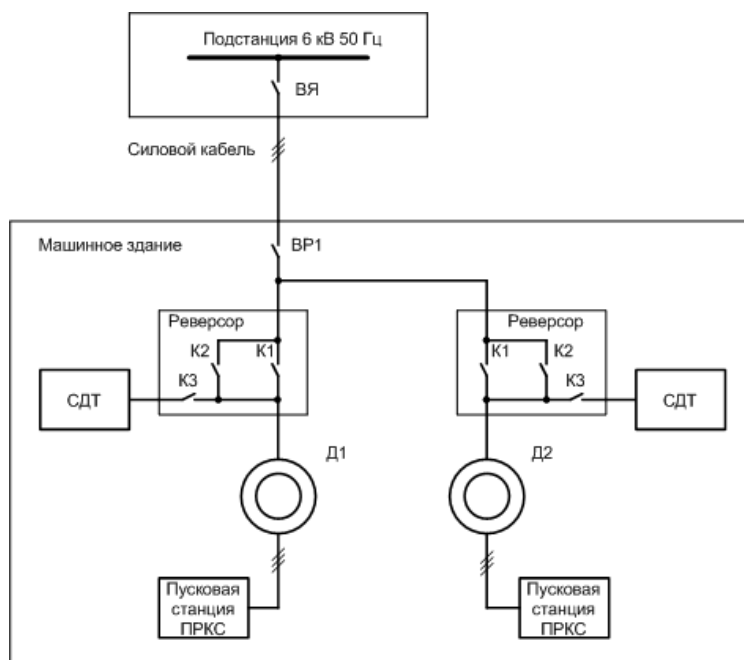 Подстанция 6 кВ 50 Гц
ВЯ
Силовой кабель
Машинное здание
ВР1
Реверсор
Реверсор
К2
К1
К1
К2
К3
К3
СДТ
СДТ
Д1
Д2
Пусковая
станция
ПРКС
Пусковая
станция
ПРКС